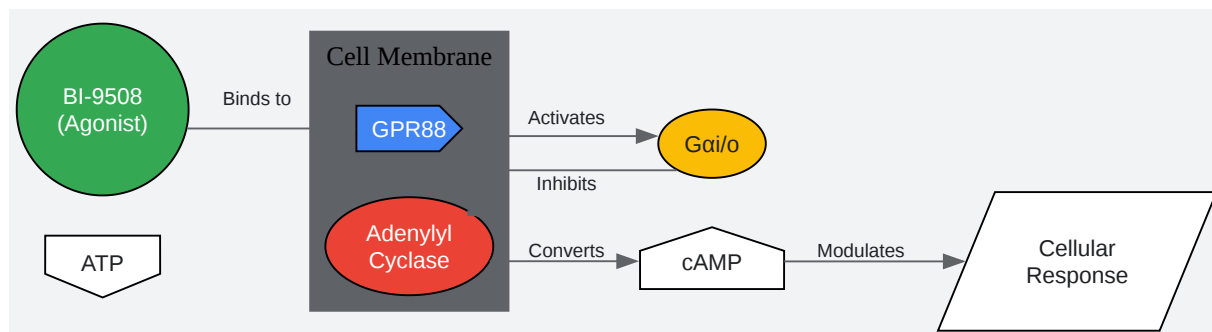 Cell Membrane
BI-9508
(Agonist)
Binds to
GPR88
Activates
Gαi/o
Inhibits
ATP
Adenylyl
Cyclase
Converts
cAMP
Modulates
Cellular
Response